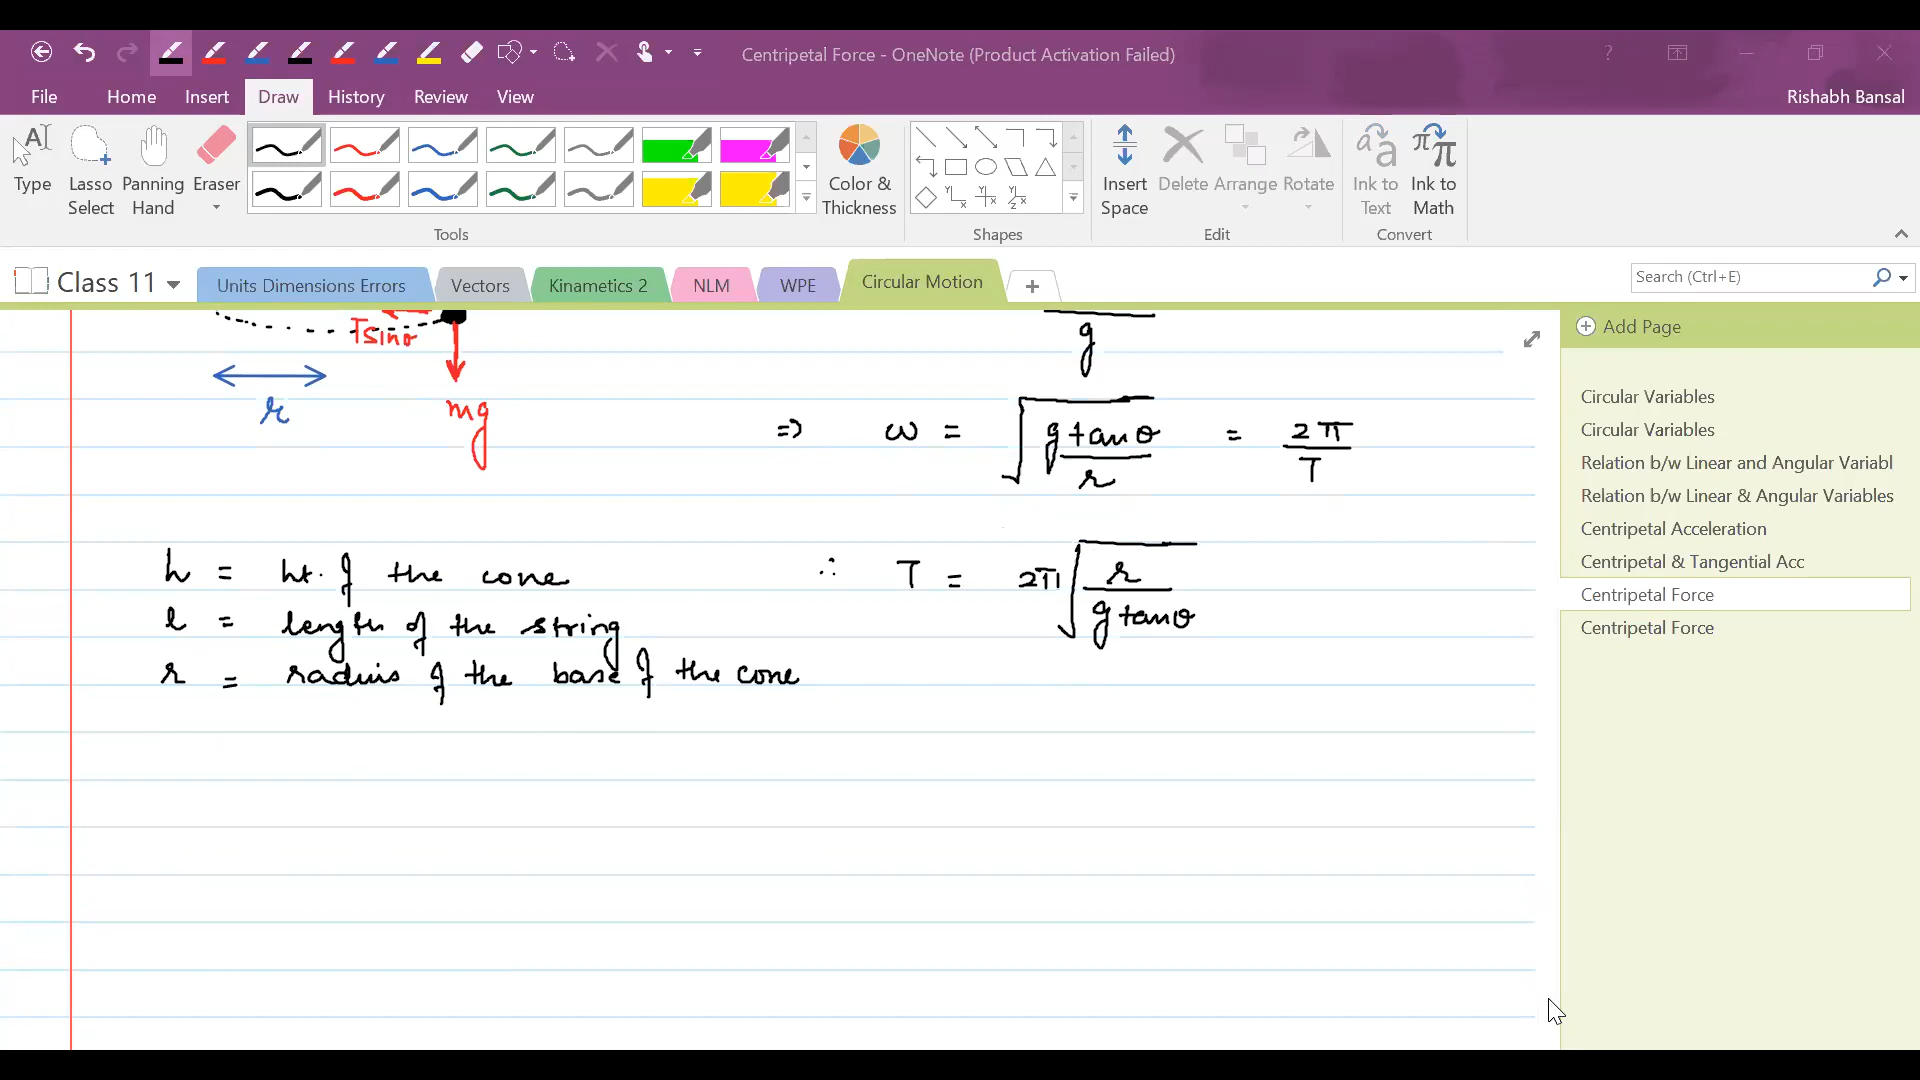 Centripetal Force - OneNote (Product Activation Failed)
?
File Home Insert Draw History Review View
Rishabh Bansal
Type
Lasso Select
Panning Hand
Eraser
Color & Thickness
Insert Space
Delete
Arrange
Rotate
Ink to Text
Ink to Math
Tools
Shapes
Edit
Convert
Class 11
Units Dimensions Errors
Vectors
Kinametics 2
NLM
WPE
Circular Motion
Search (Ctrl+E)
Add Page
Circular Variables
Circular Variables
Relation b/w Linear and Angular Variabl
Relation b/w Linear & Angular Variables
Centripetal Acceleration
Centripetal & Tangential Acc
Centripetal Force
Centripetal Force
Tsinθ
r
mg
g
=> ω = √(g tanθ / r) = 2π / T
h = ht. of the cone
l = length of the string
r = radius of the base of the cone
∴ T = 2π √(r / g tanθ)